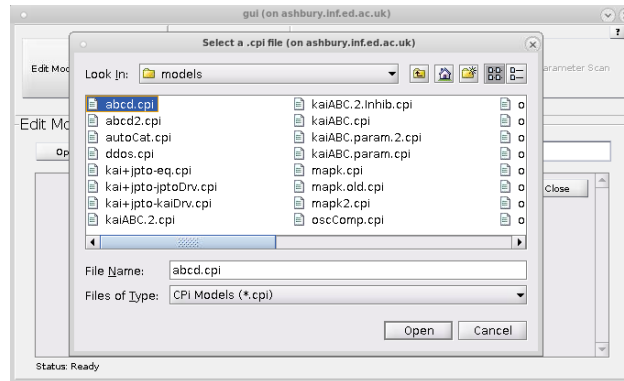 gui (on ashbury.inf.ed.ac.uk)
?
Select a .cpi file (on ashbury.inf.ed.ac.uk)
Edit Mod
arameter Scan
Look In: models
abcd.cpi
abcd2.cpi
autoCat.cpi
ddos.cpi
kai+jpto-eq.cpi
kai+jpto-jptoDrv.cpi
kai+jpto-kaiDrv.cpi
kaiABC.2.cpi
kaiABC.2.Inhib.cpi
kaiABC.cpi
kaiABC.param.2.cpi
kaiABC.param.cpi
mapk.cpi
mapk.old.cpi
mapk2.cpi
oscComp.cpi
o
o
o
o
o
o
o
o
Edit Mo
Op
Close
File Name: abcd.cpi
Files of Type: CPi Models (*.cpi)
Open Cancel
Status: Ready